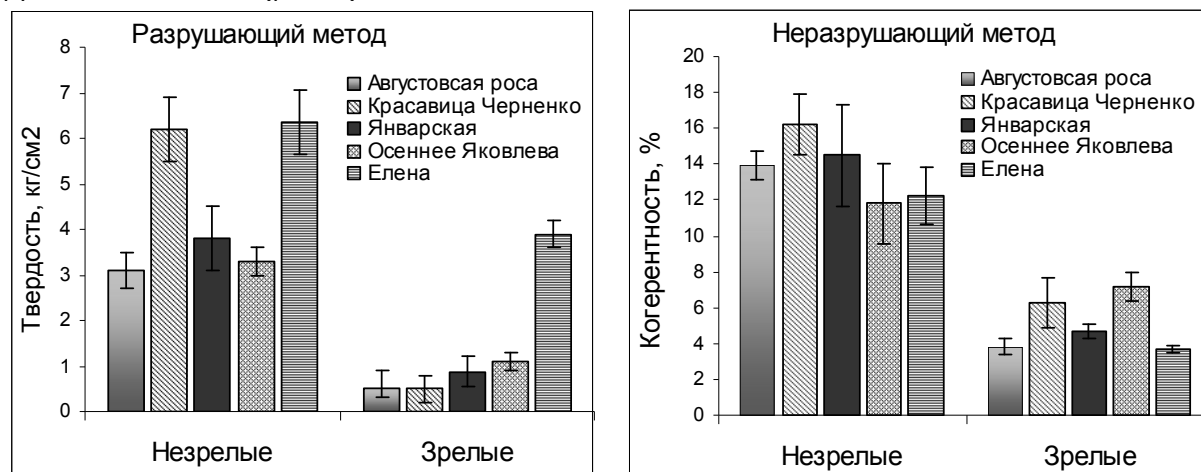 Разрушающий метод
Твердость, кг/см2
8
7
6
5
4
3
2
1
0
Августовсая роса
Красавица Черненко
Январская
Осеннее Яковлева
Елена
Незрелые
Зрелые
Неразрушающий метод
Когерентность, %
20
18
16
14
12
10
8
6
4
2
0
Августовсая роса
Красавица Черненко
Январская
Осеннее Яковлева
Елена
Незрелые
Зрелые